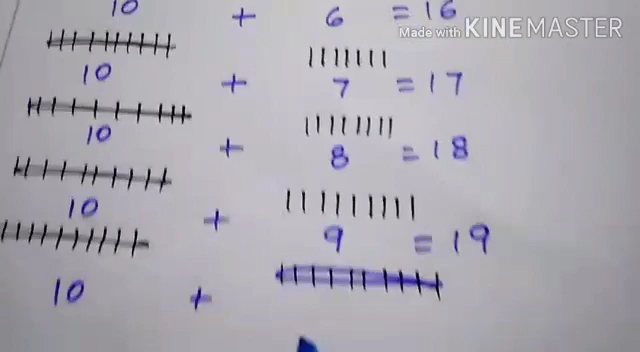 10 + 6 = 16
Made with KINEMASTER
10 + 7 = 17
10 + 8 = 18
10 + 9 = 19
10 +